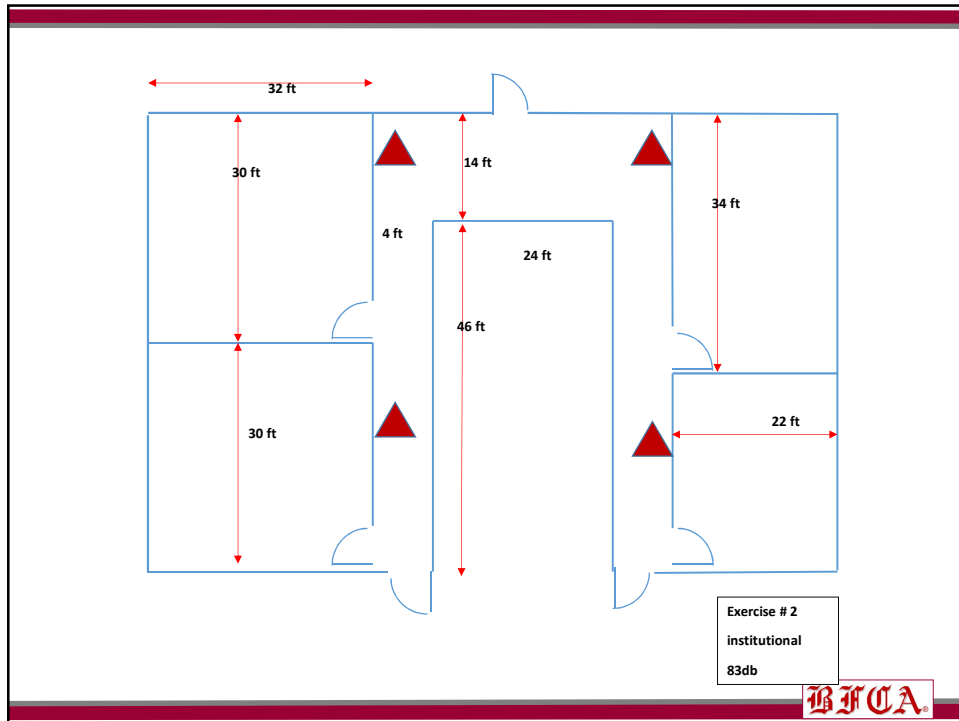 32 ft
30 ft
14 ft
34 ft
4 ft
24 ft
46 ft
30 ft
22 ft
Exercise # 2
institutional
83db
BFCA®